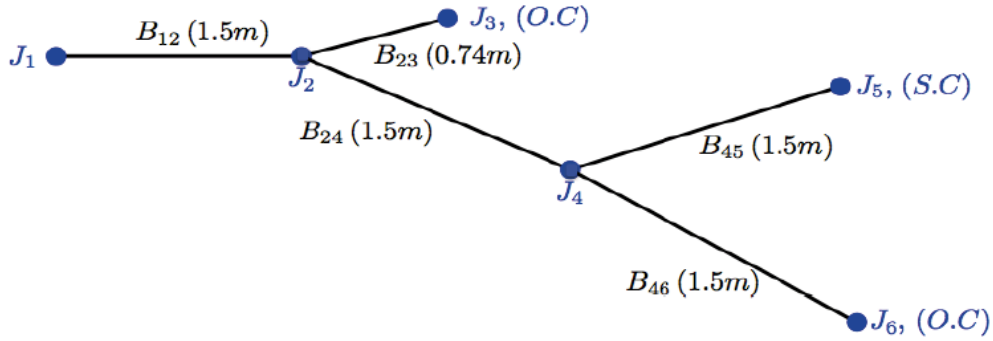 J₁
B₁₂ (1.5m)
J₂
J₃, (O.C)
B₂₃ (0.74m)
B₂₄ (1.5m)
J₄
J₅, (S.C)
B₄₅ (1.5m)
B₄₆ (1.5m)
J₆, (O.C)